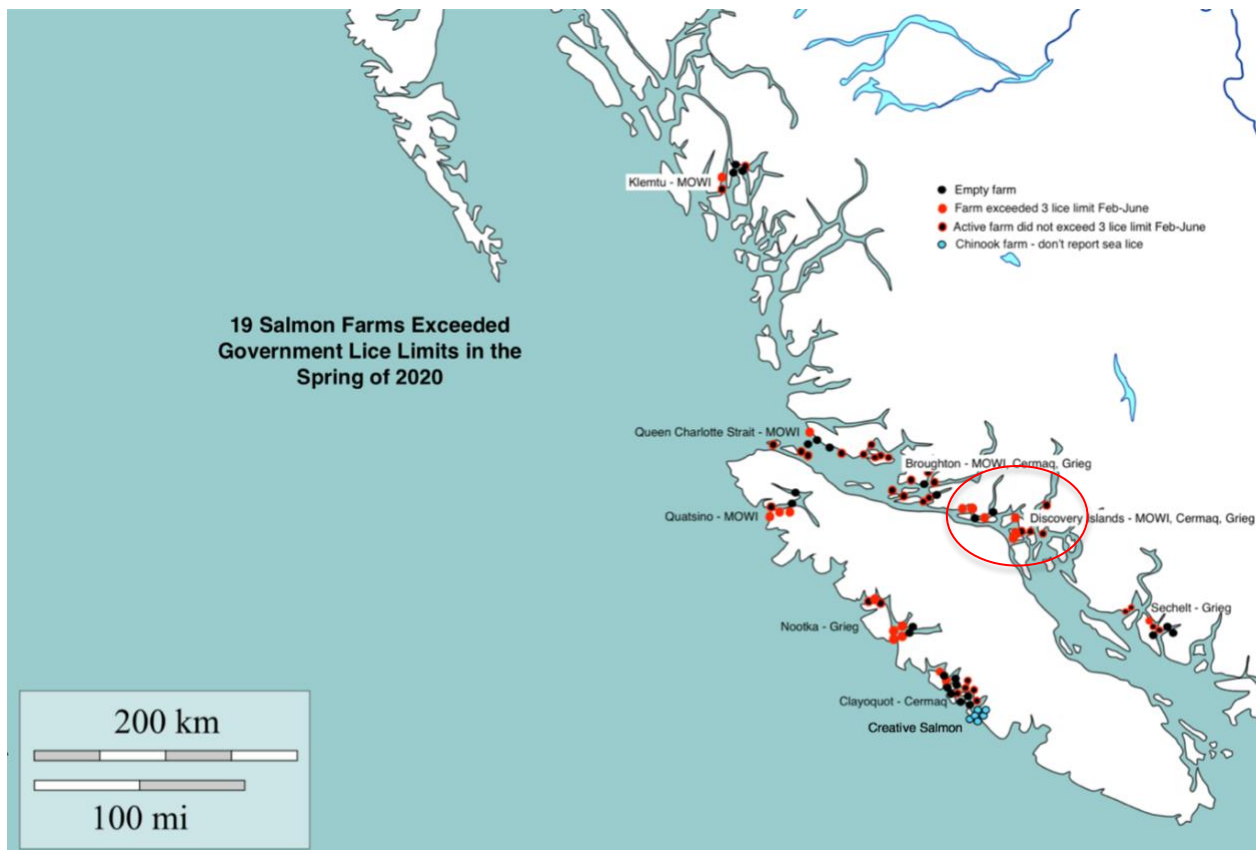 Klemtu - MOWI
Empty farm
Farm exceeded 3 lice limit Feb-June
Active farm did not exceed 3 lice limit Feb-June
Chinook farm - don't report sea lice
19 Salmon Farms Exceeded
Government Lice Limits in the
Spring of 2020
Queen Charlotte Strait - MOWI
Broughton - MOWI, Cermaq, Grieg
Quatsino - MOWI
Discovery Islands - MOWI, Cermaq, Grieg
Sechelt - Grieg
Nootka - Grieg
Clayoquot - Cermaq
Creative Salmon
200 km
100 mi